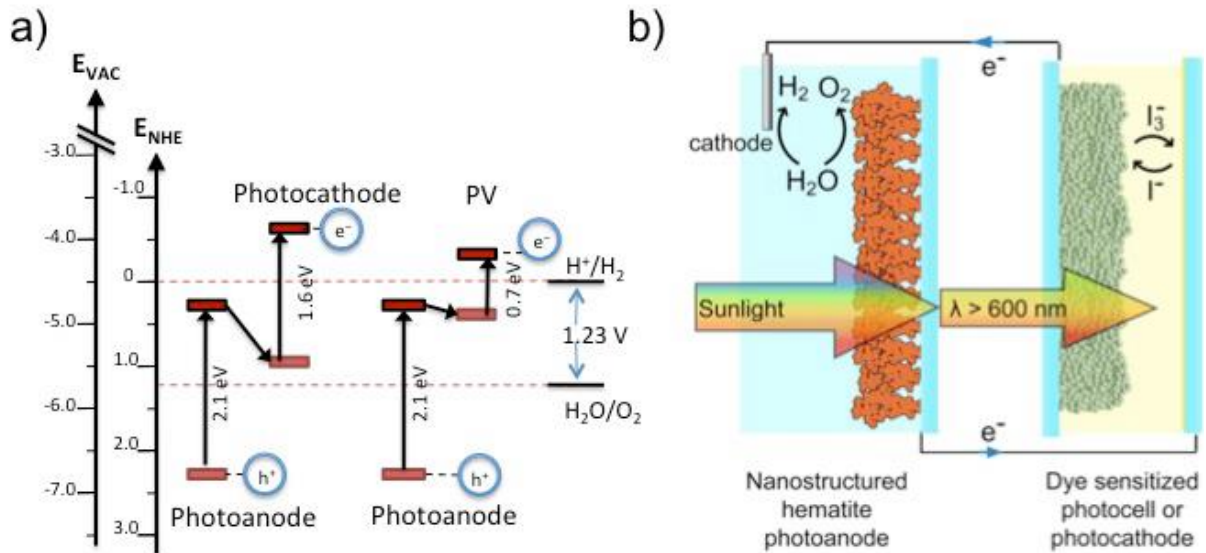 a)
E_VAC
E_NHE
-3.0
-4.0
-5.0
-6.0
-7.0
-1.0
0
1.0
2.0
3.0
Photocathode
e⁻
1.6 eV
2.1 eV
h⁺
Photoanode
PV
e⁻
0.7 eV
2.1 eV
h⁺
Photoanode
H⁺/H₂
1.23 V
H₂O/O₂
b)
e⁻
H₂ O₂
cathode
H₂O
I₃⁻
I⁻
Sunlight
λ > 600 nm
e⁻
Nanostructured
hematite
photoanode
Dye sensitized
photocell or
photocathode